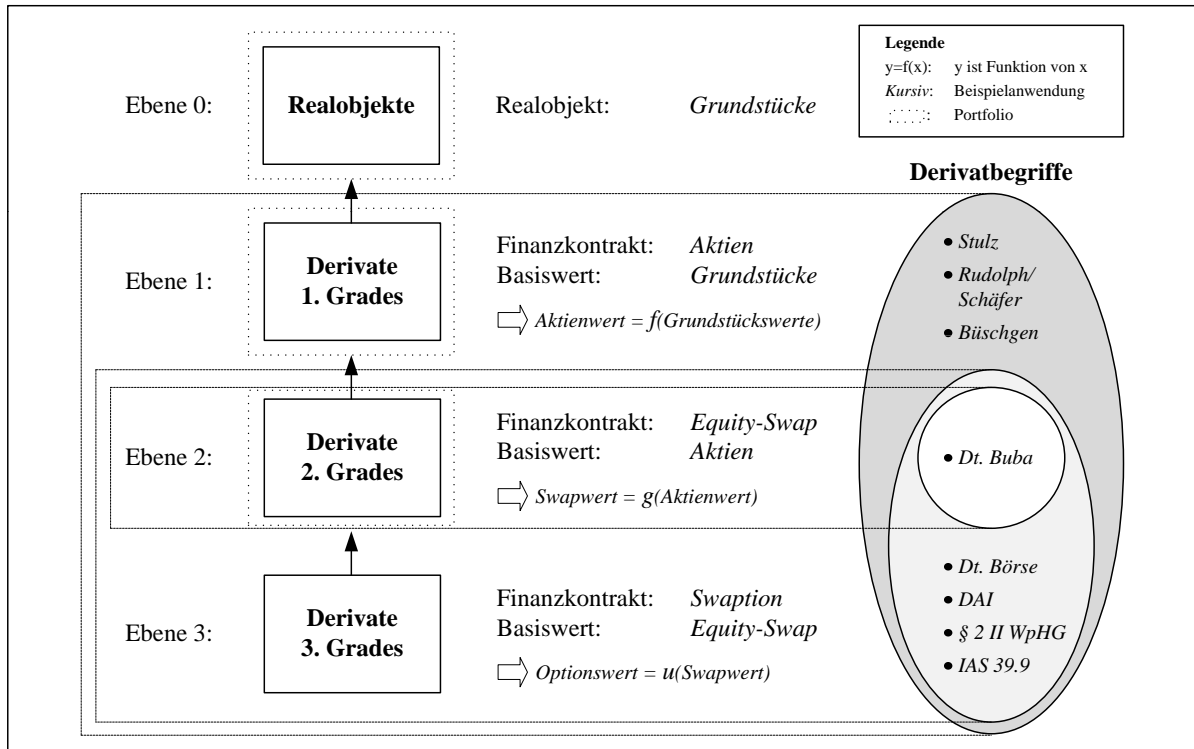 Legende
y=f(x): y ist Funktion von x
Kursiv: Beispielanwendung
: Portfolio
Ebene 0:
Realobjekte
Realobjekt: Grundstücke
Derivatbegriffe
Ebene 1:
Derivate
1. Grades
Finanzkontrakt: Aktien
Basiswert: Grundstücke
Aktienwert = f(Grundstückswerte)
• Stulz
• Rudolph/
Schäfer
• Büschgen
Ebene 2:
Derivate
2. Grades
Finanzkontrakt: Equity-Swap
Basiswert: Aktien
Swapwert = g(Aktienwert)
• Dt. Buba
Ebene 3:
Derivate
3. Grades
Finanzkontrakt: Swaption
Basiswert: Equity-Swap
Optionswert = u(Swapwert)
• Dt. Börse
• DAI
• § 2 II WpHG
• IAS 39.9